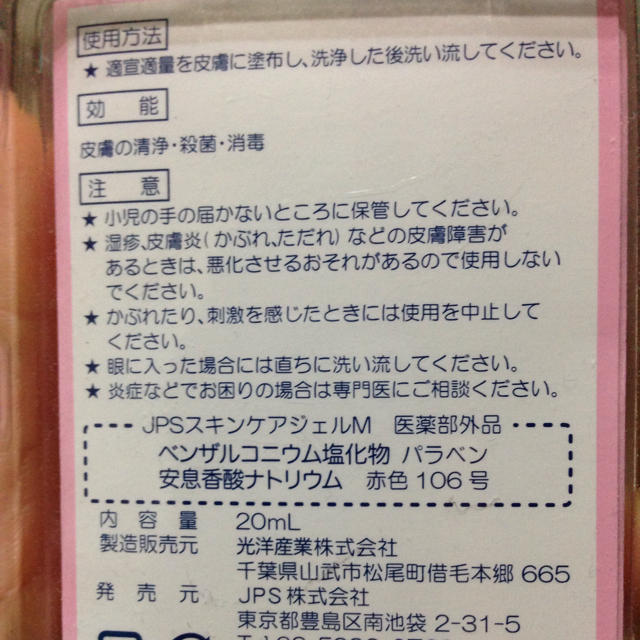 使用方法
★ 適宜適量を皮膚に塗布し、洗浄した後洗い流してください。
効 能
皮膚の清浄・殺菌・消毒
注 意
★ 小児の手の届かないところに保管してください。
★ 湿疹、皮膚炎(かぶれ、ただれ)などの皮膚障害が
あるときは、悪化させるおそれがあるので使用しない
でください。
★ かぶれたり、刺激を感じたときには使用を中止して
ください。
★ 眼に入った場合には直ちに洗い流してください。
★ 炎症などでお困りの場合は専門医にご相談ください。
JPSスキンケアジェルM 医薬部外品
ベンザルコニウム塩化物 パラベン
安息香酸ナトリウム 赤色106号
内 容 量 20mL
製造販売元 光洋産業株式会社
千葉県山武市松尾町借毛本郷 665
発 売 元 JPS株式会社
東京都豊島区南池袋 2-31-5